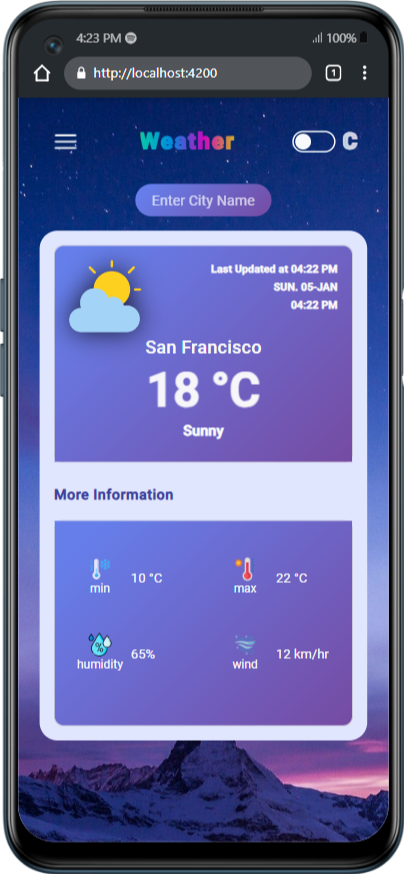 4:23 PM
100%
http://localhost:4200
1
Weather
C
Enter City Name
Last Updated at 04:22 PM
SUN. 05-JAN
04:22 PM
San Francisco
18 °C
Sunny
More Information
min 10 °C
max 22 °C
humidity 65%
wind 12 km/hr